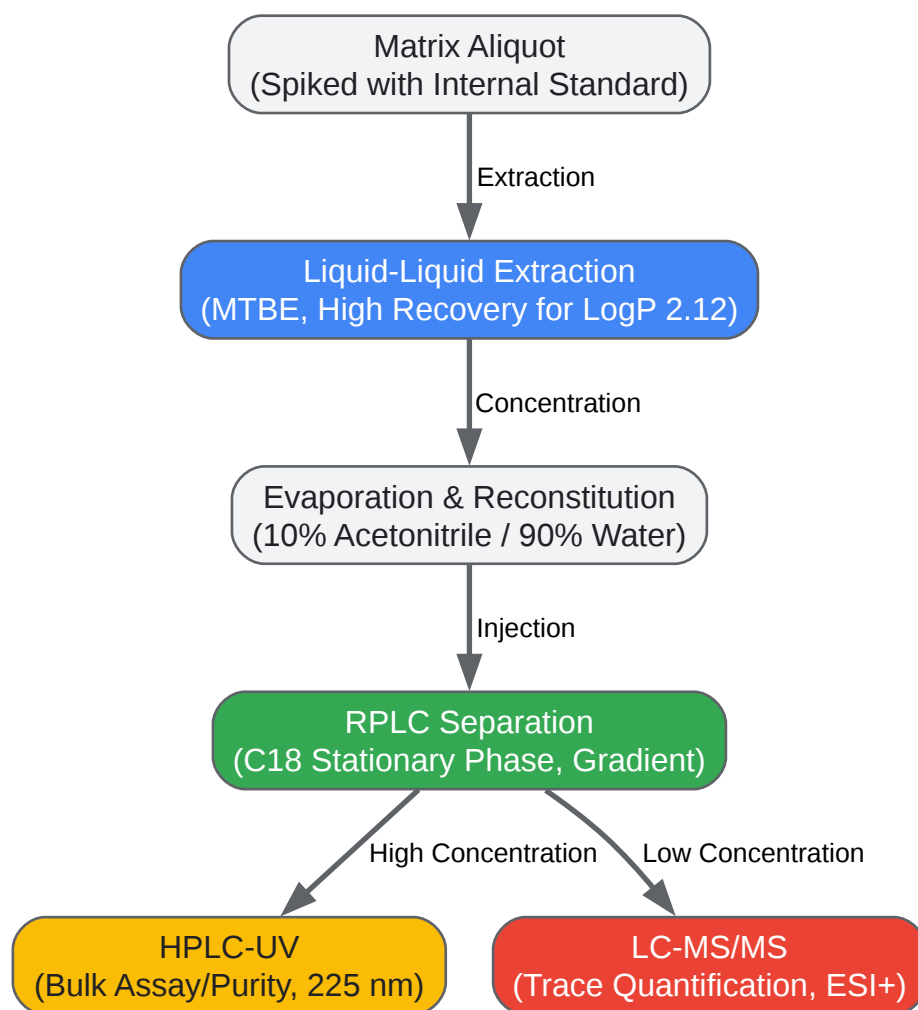 Matrix Aliquot
(Spiked with Internal Standard)
Extraction
Liquid-Liquid Extraction
(MTBE, High Recovery for LogP 2.12)
Concentration
Evaporation & Reconstitution
(10% Acetonitrile / 90% Water)
Injection
RPLC Separation
(C18 Stationary Phase, Gradient)
High Concentration
Low Concentration
HPLC-UV
(Bulk Assay/Purity, 225 nm)
LC-MS/MS
(Trace Quantification, ESI+)